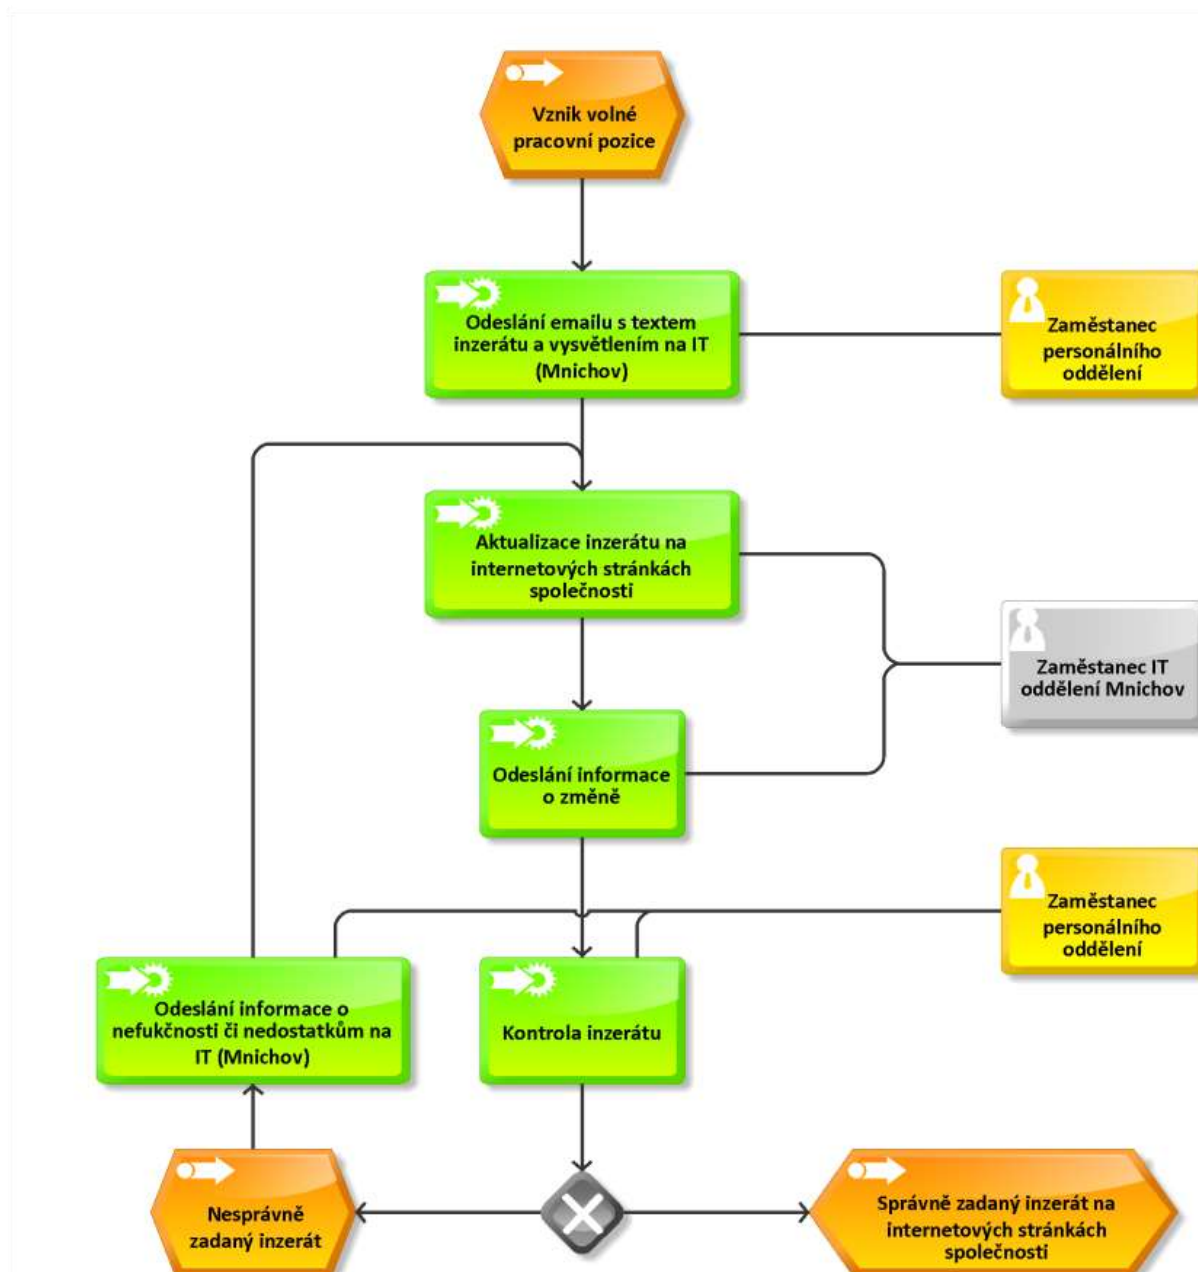 Vznik volné
pracovní pozice
Odeslání emailu s textem
inzerátu a vysvětlením na IT
(Mnichov)
Zaměstanec
personálního
oddělení
Aktualizace inzerátu na
internetových stránkách
společnosti
Zaměstanec IT
oddělení Mnichov
Odeslání informace
o změně
Zaměstanec
personálního
oddělení
Odeslání informace o
nefukčnosti či nedostatkům na
IT (Mnichov)
Kontrola inzerátu
Nesprávně
zadaný inzerát
Správně zadaný inzerát na
internetových stránkách
společnosti